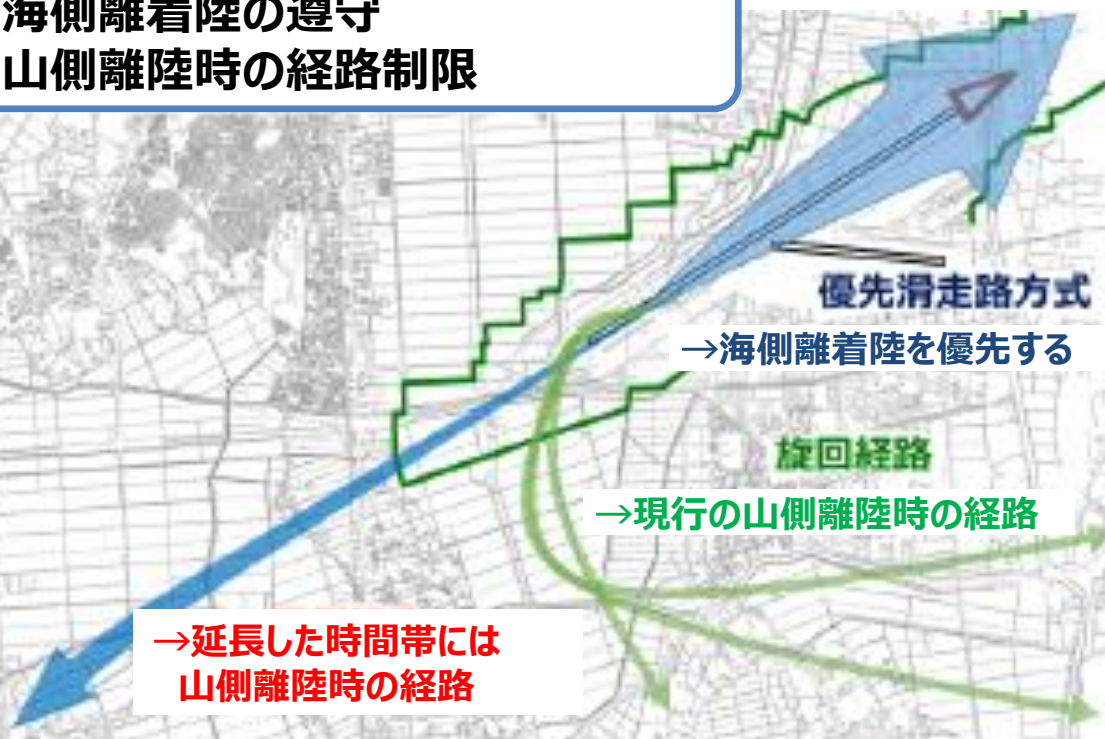 海側離着陸の遵守
山側離陸時の経路制限
優先滑走路方式
→海側離着陸を優先する
旋回経路
→現行の山側離陸時の経路
→延長した時間帯には
山側離陸時の経路